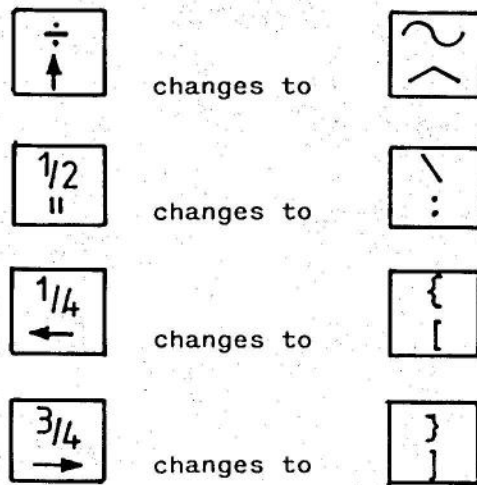 ÷ ~
↑ changes to ^
1/2 \
" changes to :
1/4 {
← changes to [
3/4 }
→ changes to ]